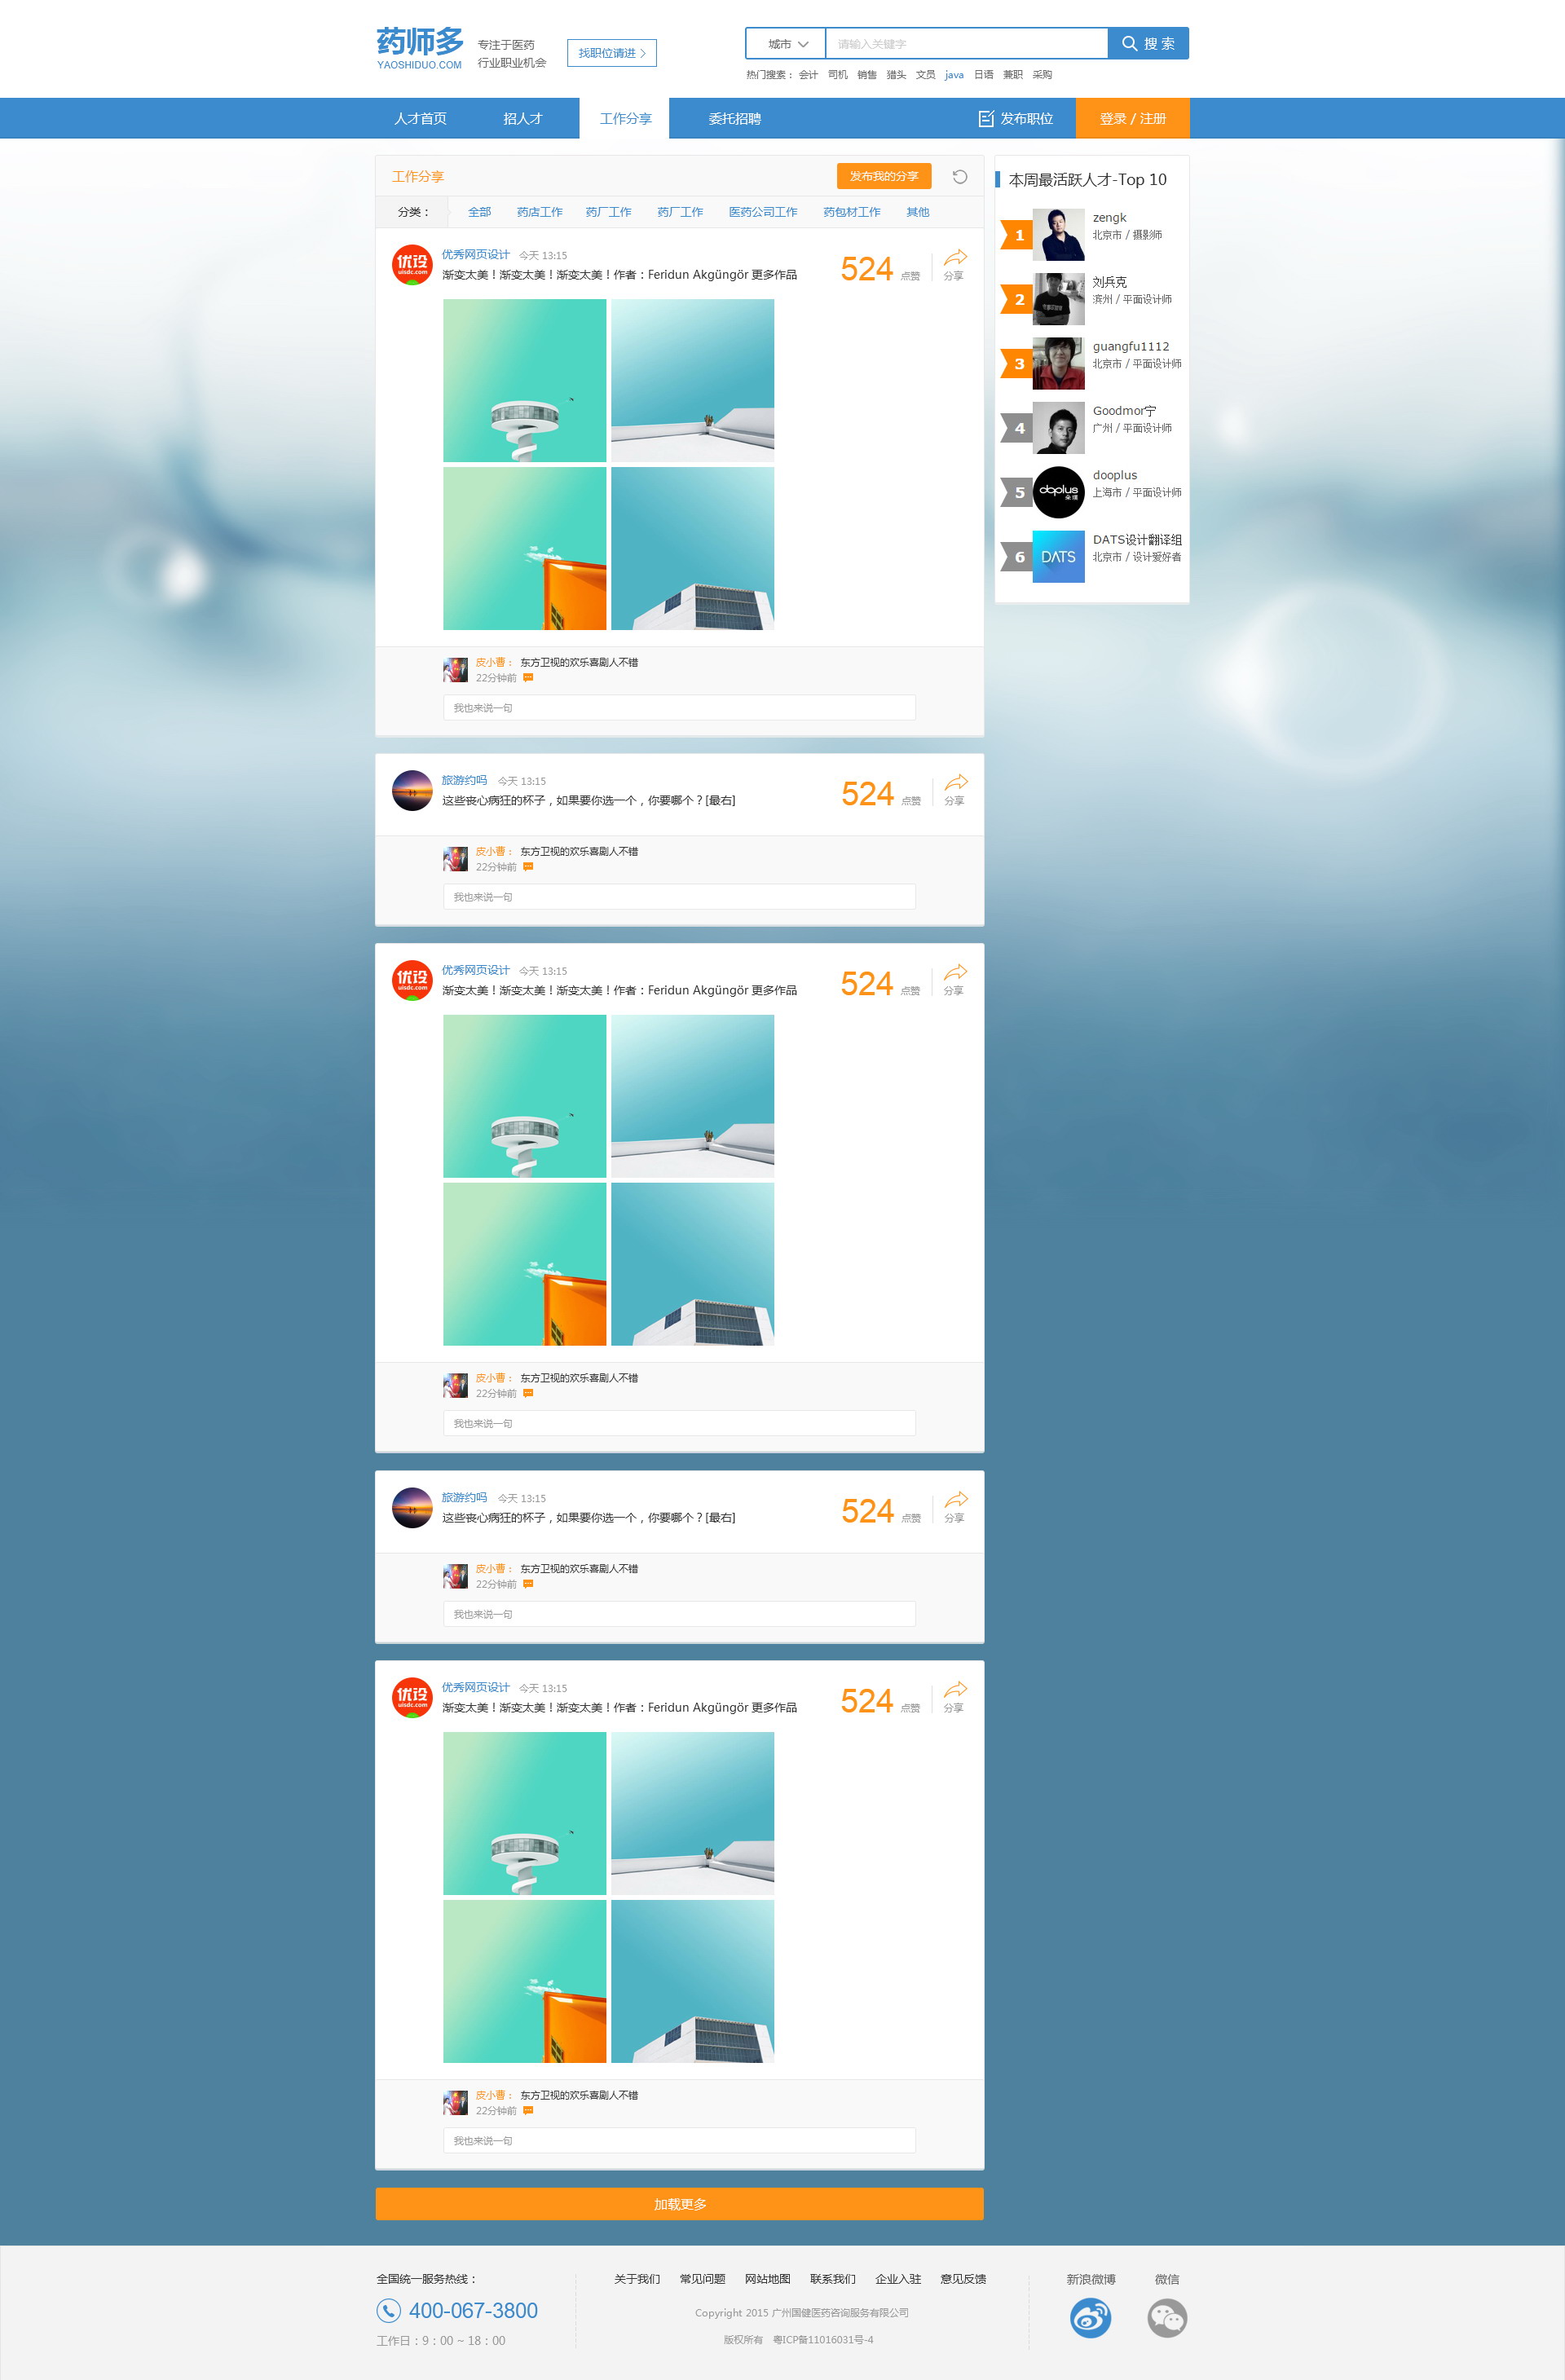 药师多
YAOSHIDUO.COM
专注于医药
行业职业机会
找职位请进
城市
请输入关键字
搜 索
热门搜索： 会计 司机 销售 猎头 文员 java 日语 兼职 采购
人才首页 招人才 工作分享 委托招聘 发布职位 登录 / 注册
工作分享 发布我的分享
分类： 全部 药店工作 药厂工作 药厂工作 医药公司工作 药包材工作 其他
优设
uisdc.com
优秀网页设计 今天 13:15
渐变太美！渐变太美！渐变太美！作者：Feridun Akgüngör 更多作品
524 点赞 分享
皮小曹： 东方卫视的欢乐喜剧人不错
22分钟前
我也来说一句
旅游约吗 今天 13:15
这些丧心病狂的杯子，如果要你选一个，你要哪个？[最右]
524 点赞 分享
皮小曹： 东方卫视的欢乐喜剧人不错
22分钟前
我也来说一句
优设
uisdc.com
优秀网页设计 今天 13:15
渐变太美！渐变太美！渐变太美！作者：Feridun Akgüngör 更多作品
524 点赞 分享
皮小曹： 东方卫视的欢乐喜剧人不错
22分钟前
我也来说一句
旅游约吗 今天 13:15
这些丧心病狂的杯子，如果要你选一个，你要哪个？[最右]
524 点赞 分享
皮小曹： 东方卫视的欢乐喜剧人不错
22分钟前
我也来说一句
优设
uisdc.com
优秀网页设计 今天 13:15
渐变太美！渐变太美！渐变太美！作者：Feridun Akgüngör 更多作品
524 点赞 分享
皮小曹： 东方卫视的欢乐喜剧人不错
22分钟前
我也来说一句
加载更多
本周最活跃人才-Top 10
1
zengk
北京市 / 摄影师
2
刘兵克
滨州 / 平面设计师
3
guangfu1112
北京市 / 平面设计师
4
Goodmor宁
广州 / 平面设计师
5
dooplus
上海市 / 平面设计师
6
DATS
DATS设计翻译组
北京市 / 设计爱好者
全国统一服务热线：
400-067-3800
工作日：9：00 ~ 18：00
关于我们 常见问题 网站地图 联系我们 企业入驻 意见反馈
Copyright 2015 广州国健医药咨询服务有限公司
版权所有 粤ICP备11016031号-4
新浪微博 微信